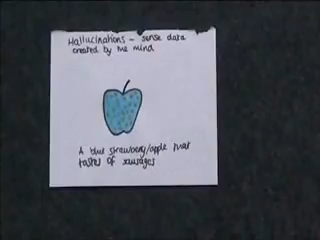 Hallucinations - sense data
created by the mind
A blue strawberry/apple that
tastes of sausages